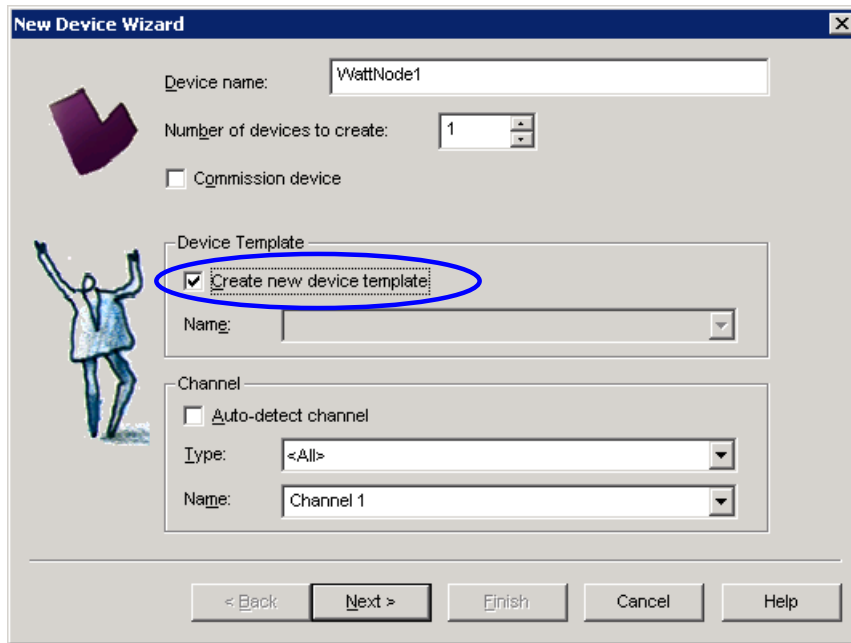 New Device Wizard
Device name: WattNode1
Number of devices to create: 1
Commission device
Device Template
Create new device template
Name:
Channel
Auto-detect channel
Type: <All>
Name: Channel 1
< Back Next > Finish Cancel Help